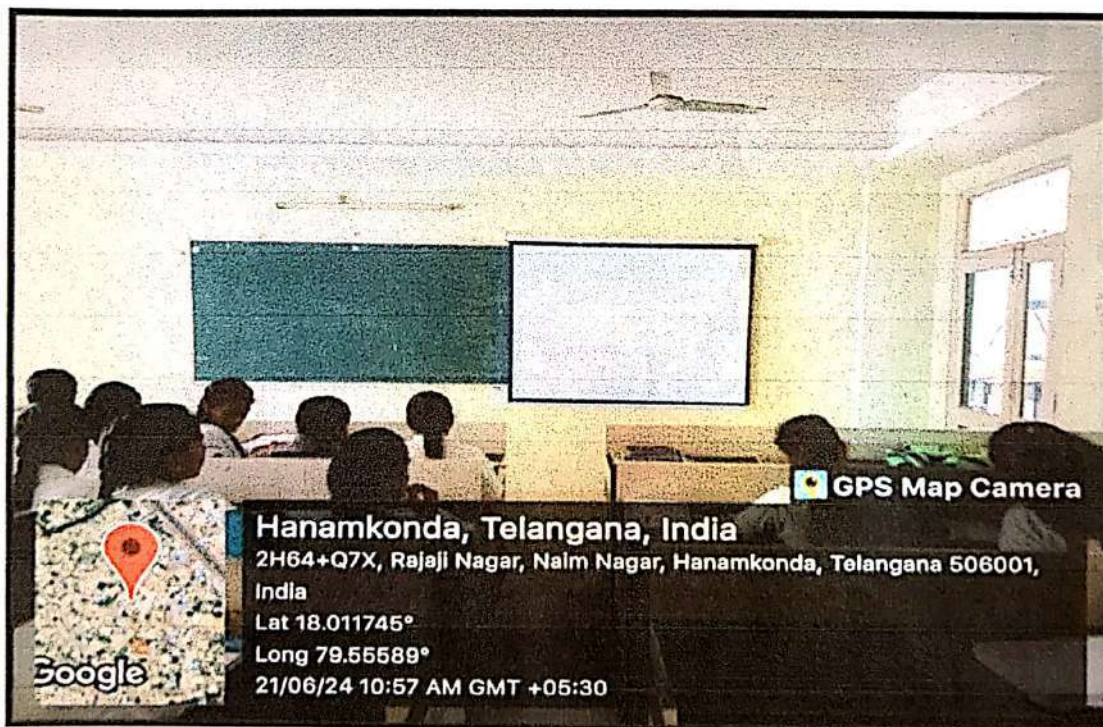 GPS Map Camera
Hanamkonda, Telangana, India
2H64+Q7X, Rajaji Nagar, Naim Nagar, Hanamkonda, Telangana 506001,
India
Lat 18.011745°
Long 79.55589°
21/06/24 10:57 AM GMT +05:30
Google